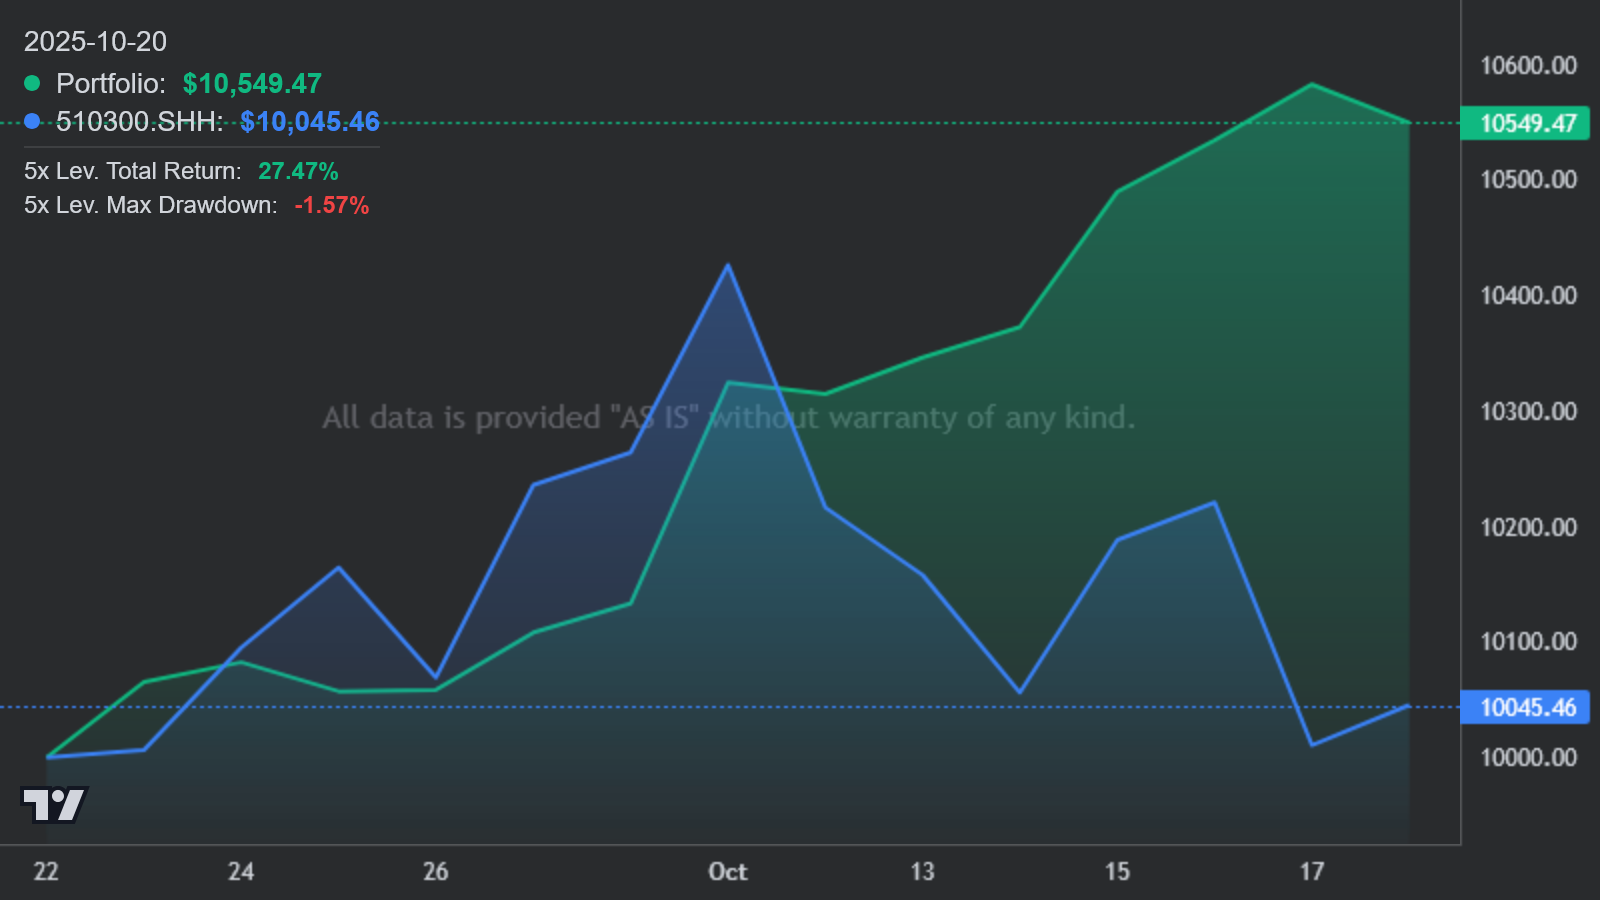 2025-10-20
Portfolio: $10,549.47
510300.SHH: $10,045.46
5x Lev. Total Return: 27.47%
5x Lev. Max Drawdown: -1.57%
All data is provided "AS IS" without warranty of any kind.
10600.00
10549.47
10500.00
10400.00
10300.00
10200.00
10100.00
10045.46
10000.00
22 24 26 Oct 13 15 17